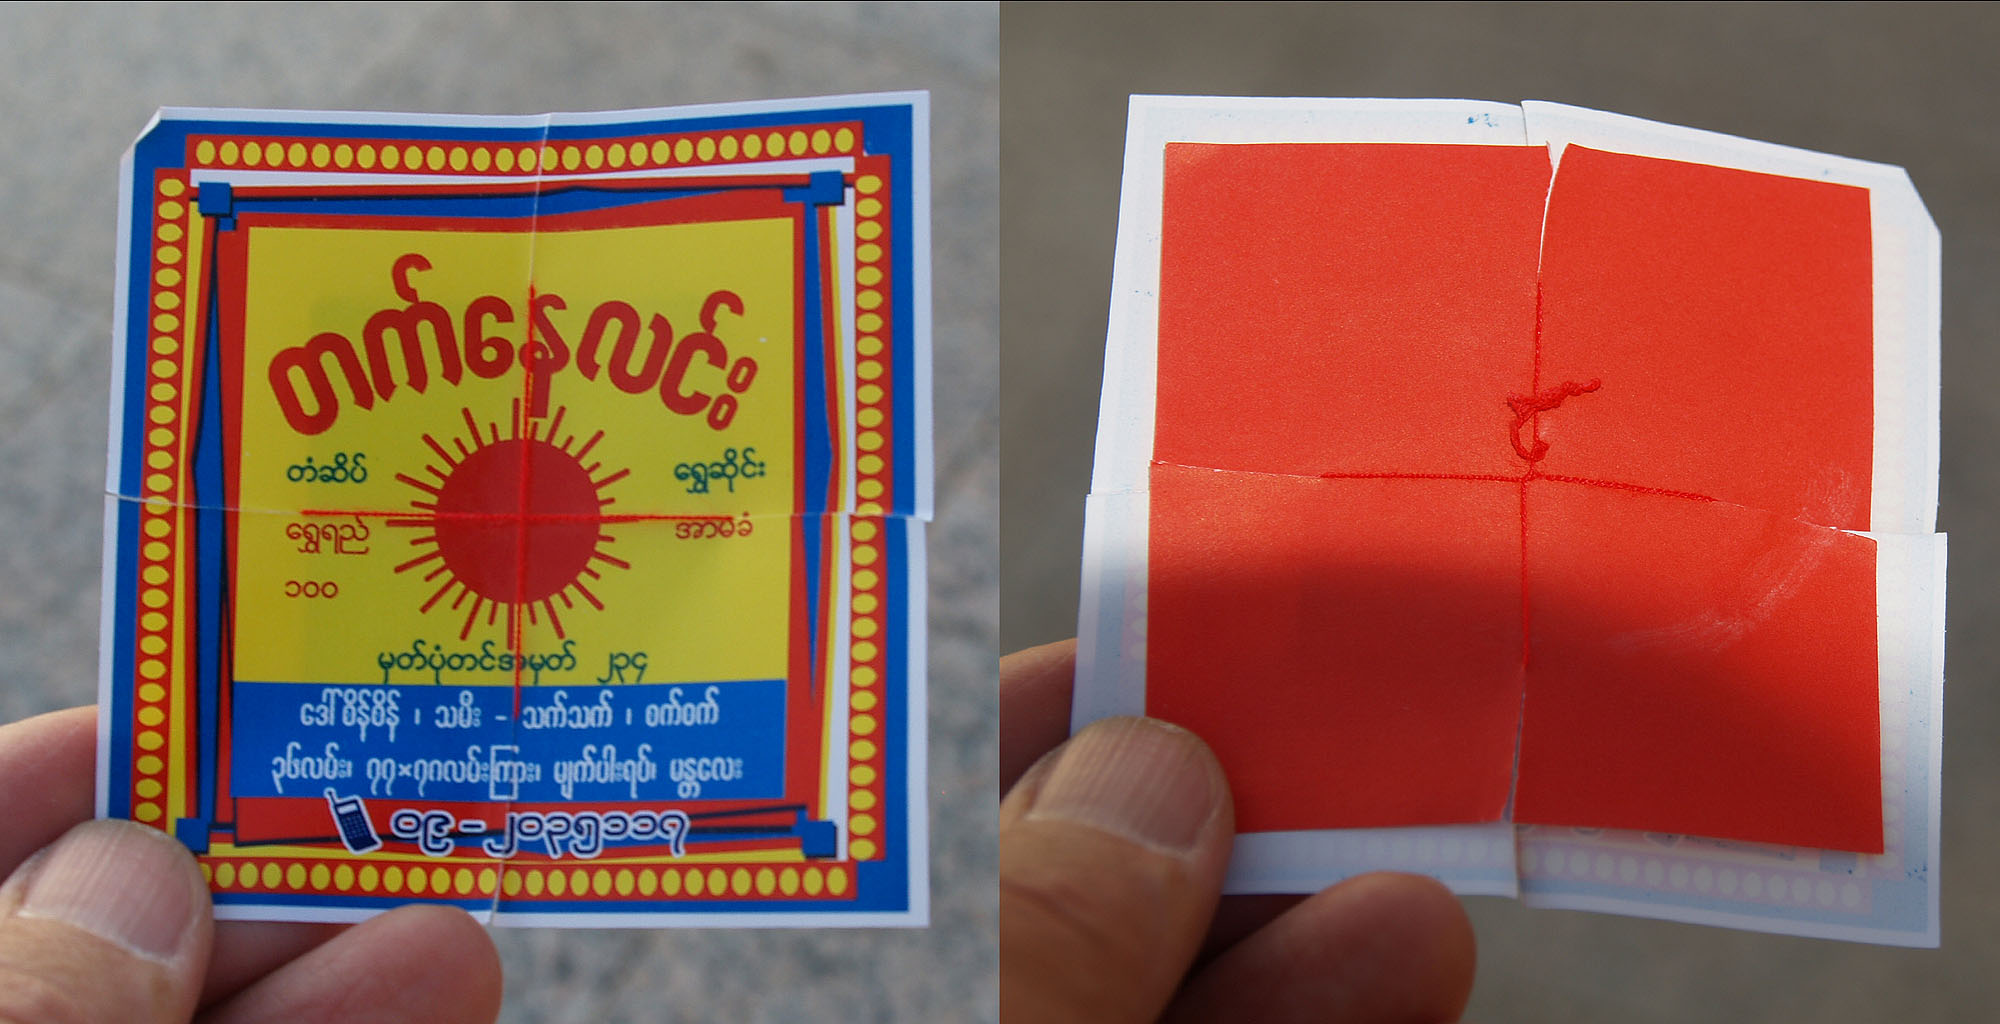 တက်နေလင်း
တံဆိပ် ရွှေဆိုင်း
ရွှေရည် အာမခံ
၁၀၀
မှတ်ပုံတင်အမှတ် ၂၃၄
ဒေါ်စိန်စိန် ၊ သမီး - သက်သက် ၊ ဝက်ဝက်
၃၆လမ်း၊ ၇၇×၇၈လမ်းကြား၊ မျက်ပါးရပ်၊ မန္တလေး
၀၉-၂၀၃၅၁၁၇